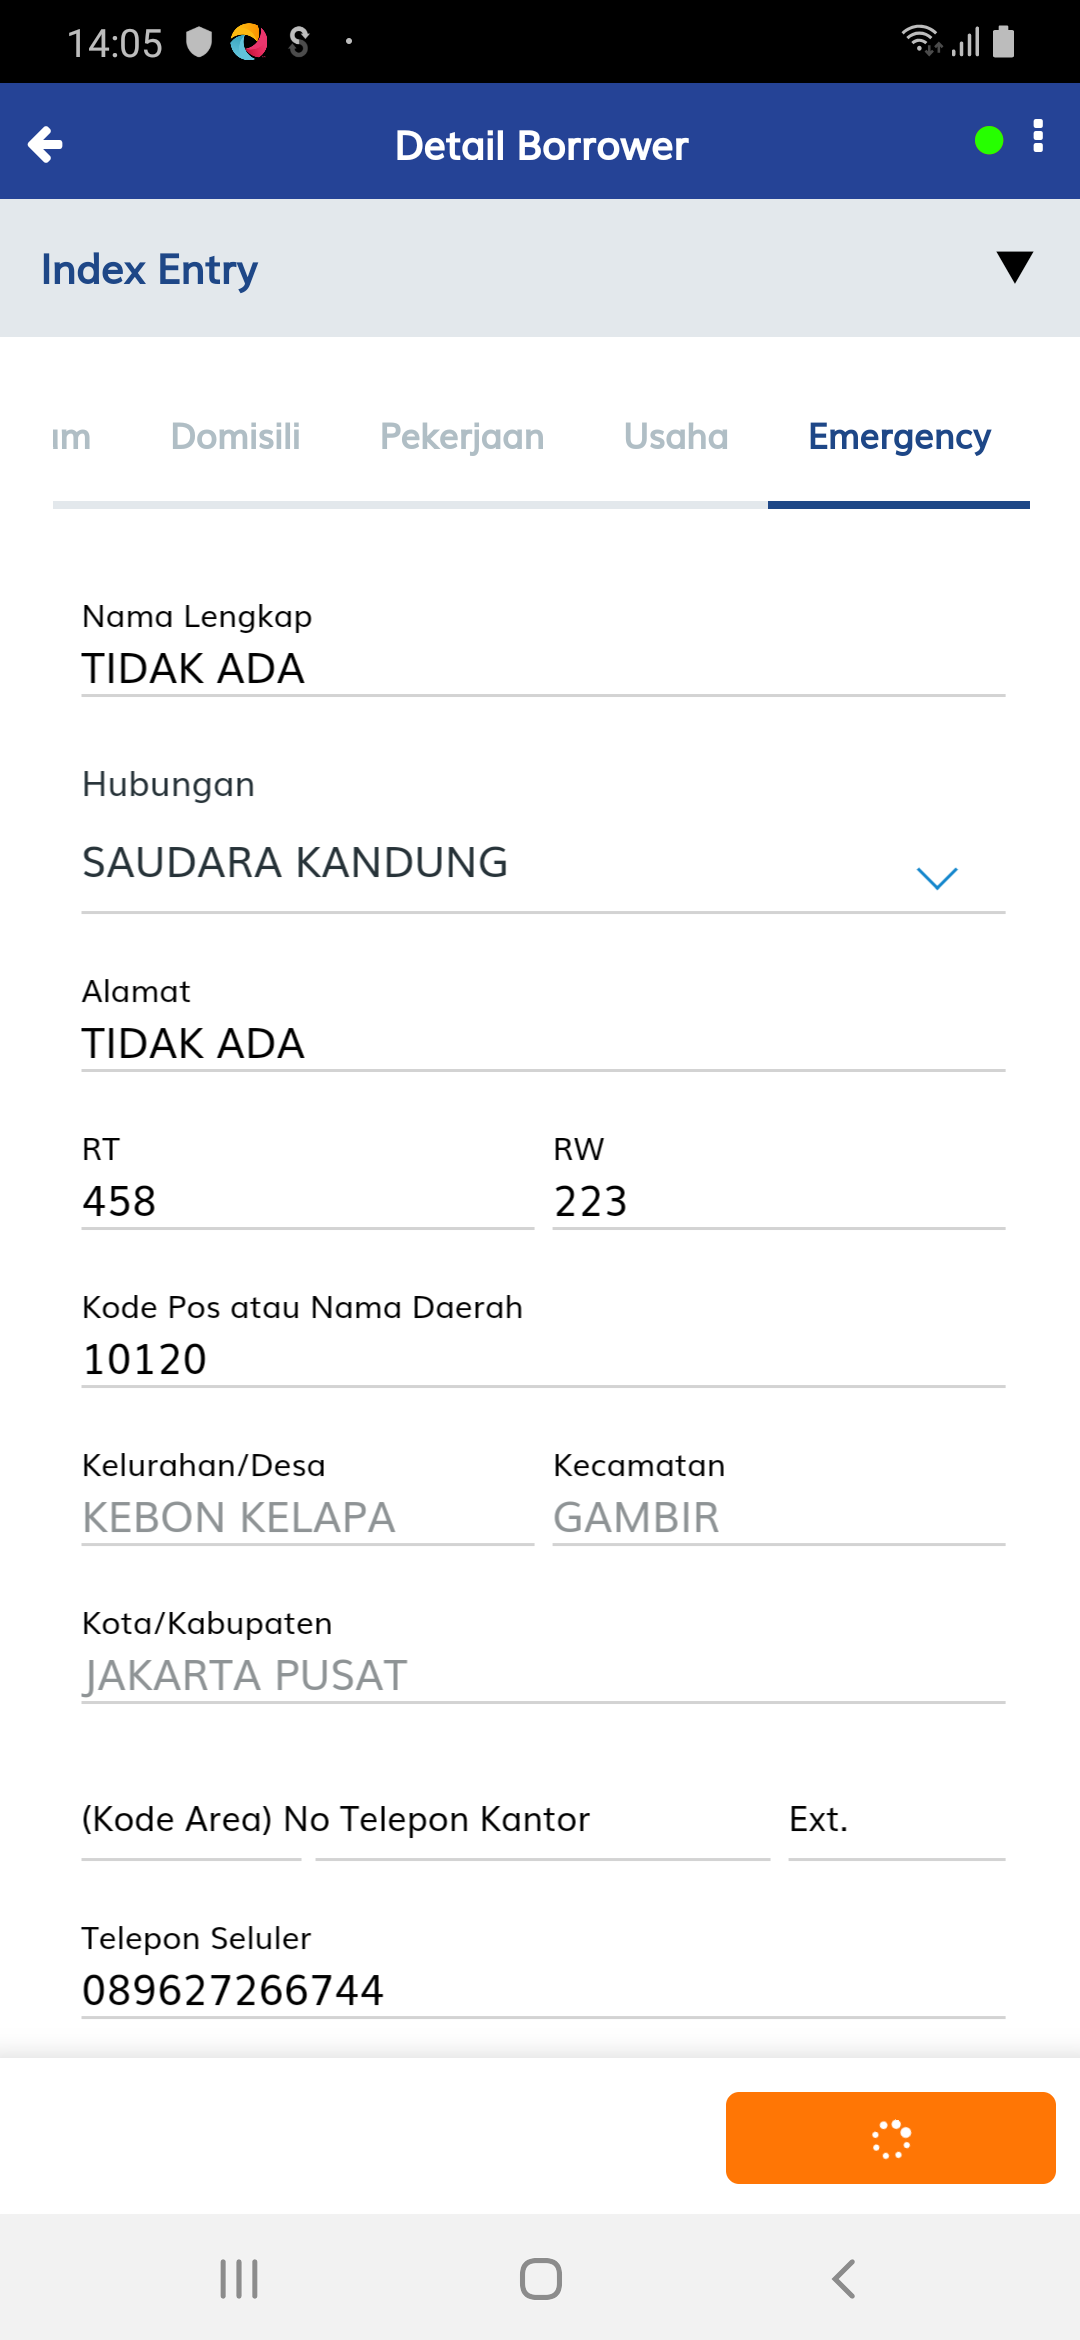 14:05
Detail Borrower
Index Entry
Domisili Pekerjaan Usaha Emergency
Nama Lengkap
TIDAK ADA
Hubungan
SAUDARA KANDUNG
Alamat
TIDAK ADA
RT RW
458 223
Kode Pos atau Nama Daerah
10120
Kelurahan/Desa Kecamatan
KEBON KELAPA GAMBIR
Kota/Kabupaten
JAKARTA PUSAT
(Kode Area) No Telepon Kantor Ext.
Telepon Seluler
089627266744